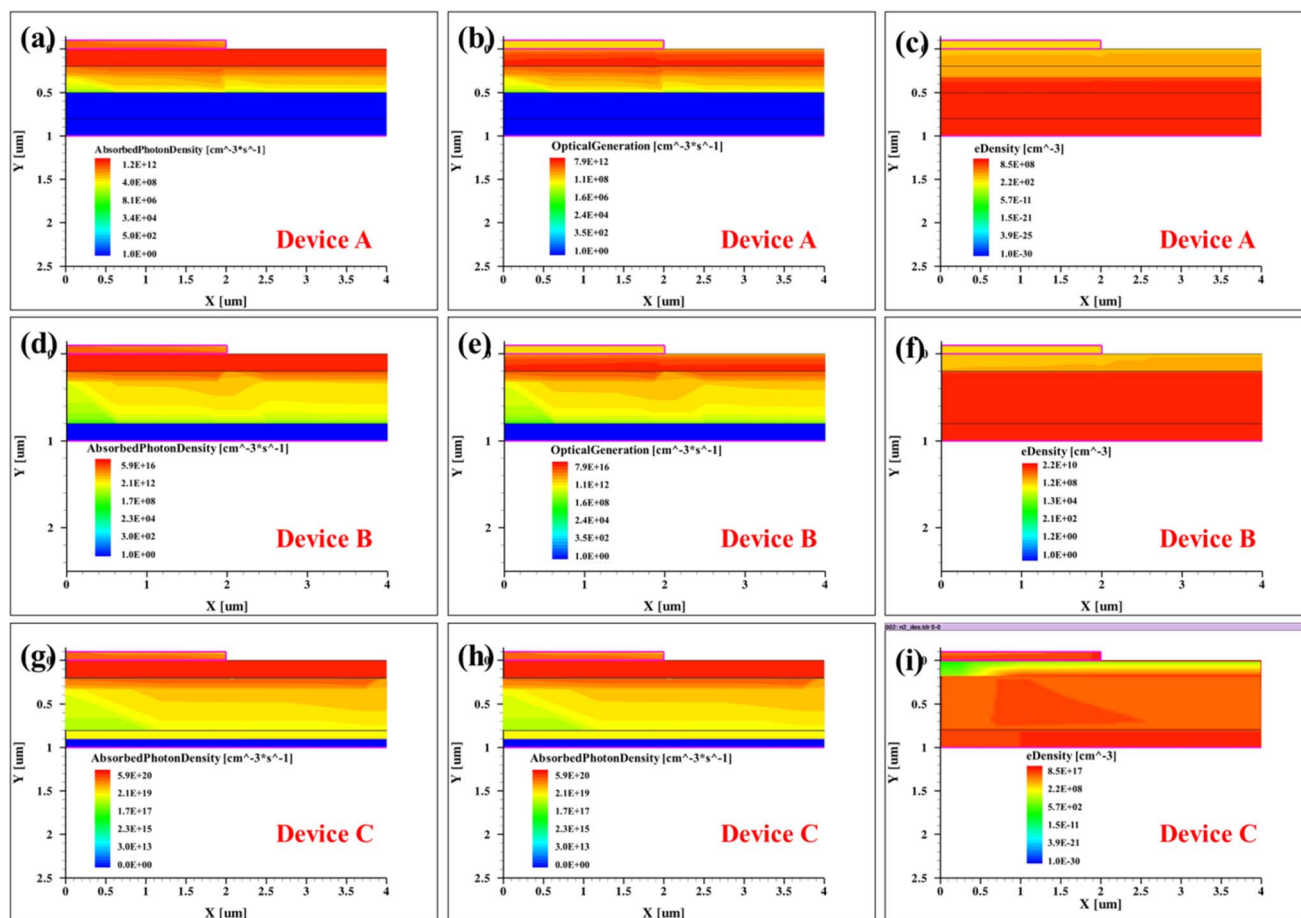 (a)
0
0.5
1
1.5
2
2.5
Y [um]
AbsorbedPhotonDensity [cm^-3*s^-1]
1.2E+12
4.0E+08
8.1E+06
3.4E+04
5.0E+02
1.0E+00
Device A
0 0.5 1 1.5 2 2.5 3 3.5 4
X [um]
(b)
0
0.5
1
1.5
2
2.5
Y [um]
OpticalGeneration [cm^-3*s^-1]
7.9E+12
1.1E+08
1.6E+06
2.4E+04
3.5E+02
1.0E+00
Device A
0 0.5 1 1.5 2 2.5 3 3.5 4
X [um]
(c)
0
0.5
1
1.5
2
2.5
Y [um]
eDensity [cm^-3]
8.5E+08
2.2E+02
5.7E-11
1.5E-21
3.9E-25
1.0E-30
Device A
0 0.5 1 1.5 2 2.5 3 3.5 4
X [um]
(d)
0
1
2
Y [um]
AbsorbedPhotonDensity [cm^-3*s^-1]
5.9E+16
2.1E+12
1.7E+08
2.3E+04
3.0E+02
1.0E+00
Device B
0 1 2 3 4
X [um]
(e)
0
1
2
Y [um]
OpticalGeneration [cm^-3*s^-1]
7.9E+16
1.1E+12
1.6E+08
2.4E+04
3.5E+02
1.0E+00
Device B
0 1 2 3 4
X [um]
(f)
0
1
2
Y [um]
eDensity [cm^-3]
2.2E+10
1.2E+08
1.3E+04
2.1E+02
1.2E+00
1.0E+00
Device B
0 1 2 3 4
X [um]
(g)
0
0.5
1
1.5
2
2.5
Y [um]
AbsorbedPhotonDensity [cm^-3*s^-1]
5.9E+20
2.1E+19
1.7E+17
2.3E+15
3.0E+13
0.0E+00
Device C
0 0.5 1 1.5 2 2.5 3 3.5 4
X [um]
(h)
0
0.5
1
1.5
2
2.5
Y [um]
AbsorbedPhotonDensity [cm^-3*s^-1]
5.9E+20
2.1E+19
1.7E+17
2.3E+15
3.0E+13
0.0E+00
Device C
0 0.5 1 1.5 2 2.5 3 3.5 4
X [um]
002: n2_des.tdr 0-0
(i)
0
0.5
1
1.5
2
2.5
Y [um]
eDensity [cm^-3]
8.5E+17
2.2E+08
5.7E+02
1.5E-11
3.9E-21
1.0E-30
Device C
0 0.5 1 1.5 2 2.5 3 3.5 4
X [um]